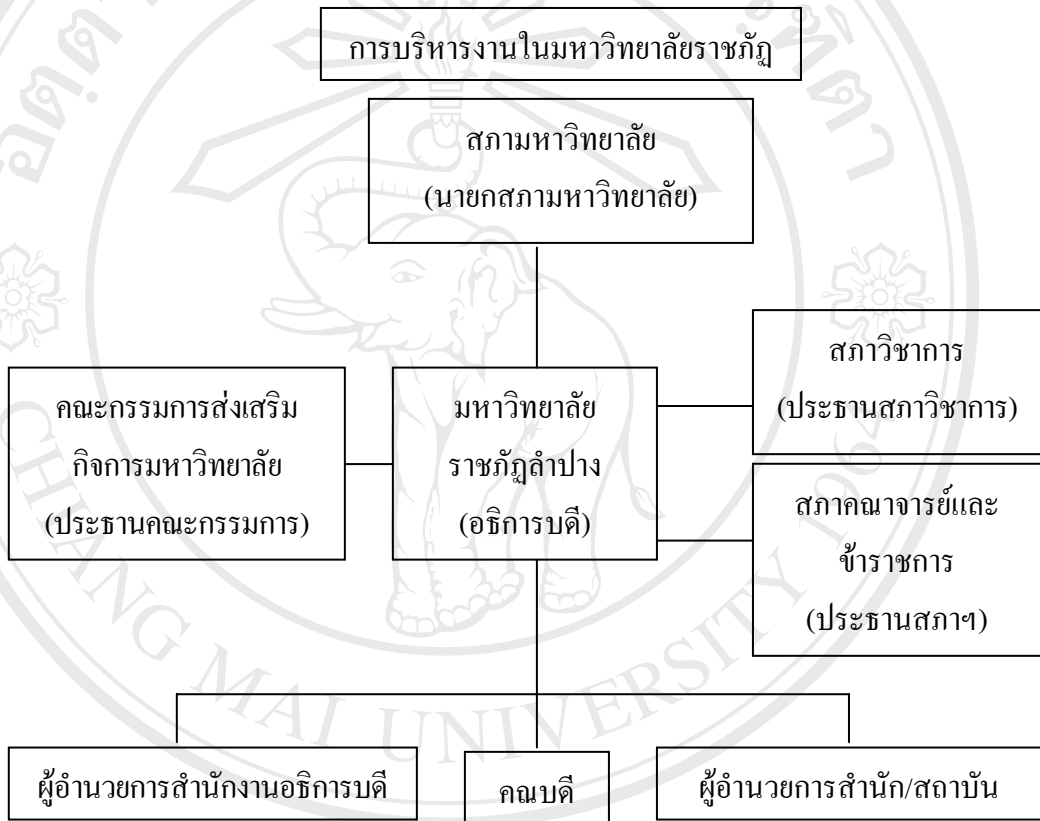 การบริหารงานในมหาวิทยาลัยราชภัฏ
สภามหาวิทยาลัย
(นายกสภามหาวิทยาลัย)
สภาวิชาการ
(ประธานสภาวิชาการ)
คณะกรรมการส่งเสริม
กิจการมหาวิทยาลัย
(ประธานคณะกรรมการ)
มหาวิทยาลัย
ราชภัฏลำปาง
(อธิการบดี)
สภาคณาจารย์และ
ข้าราชการ
(ประธานสภาฯ)
ผู้อำนวยการสำนักงานอธิการบดี
คณบดี
ผู้อำนวยการสำนัก/สถาบัน
CHIANG MAI UNIVERSITY 1964